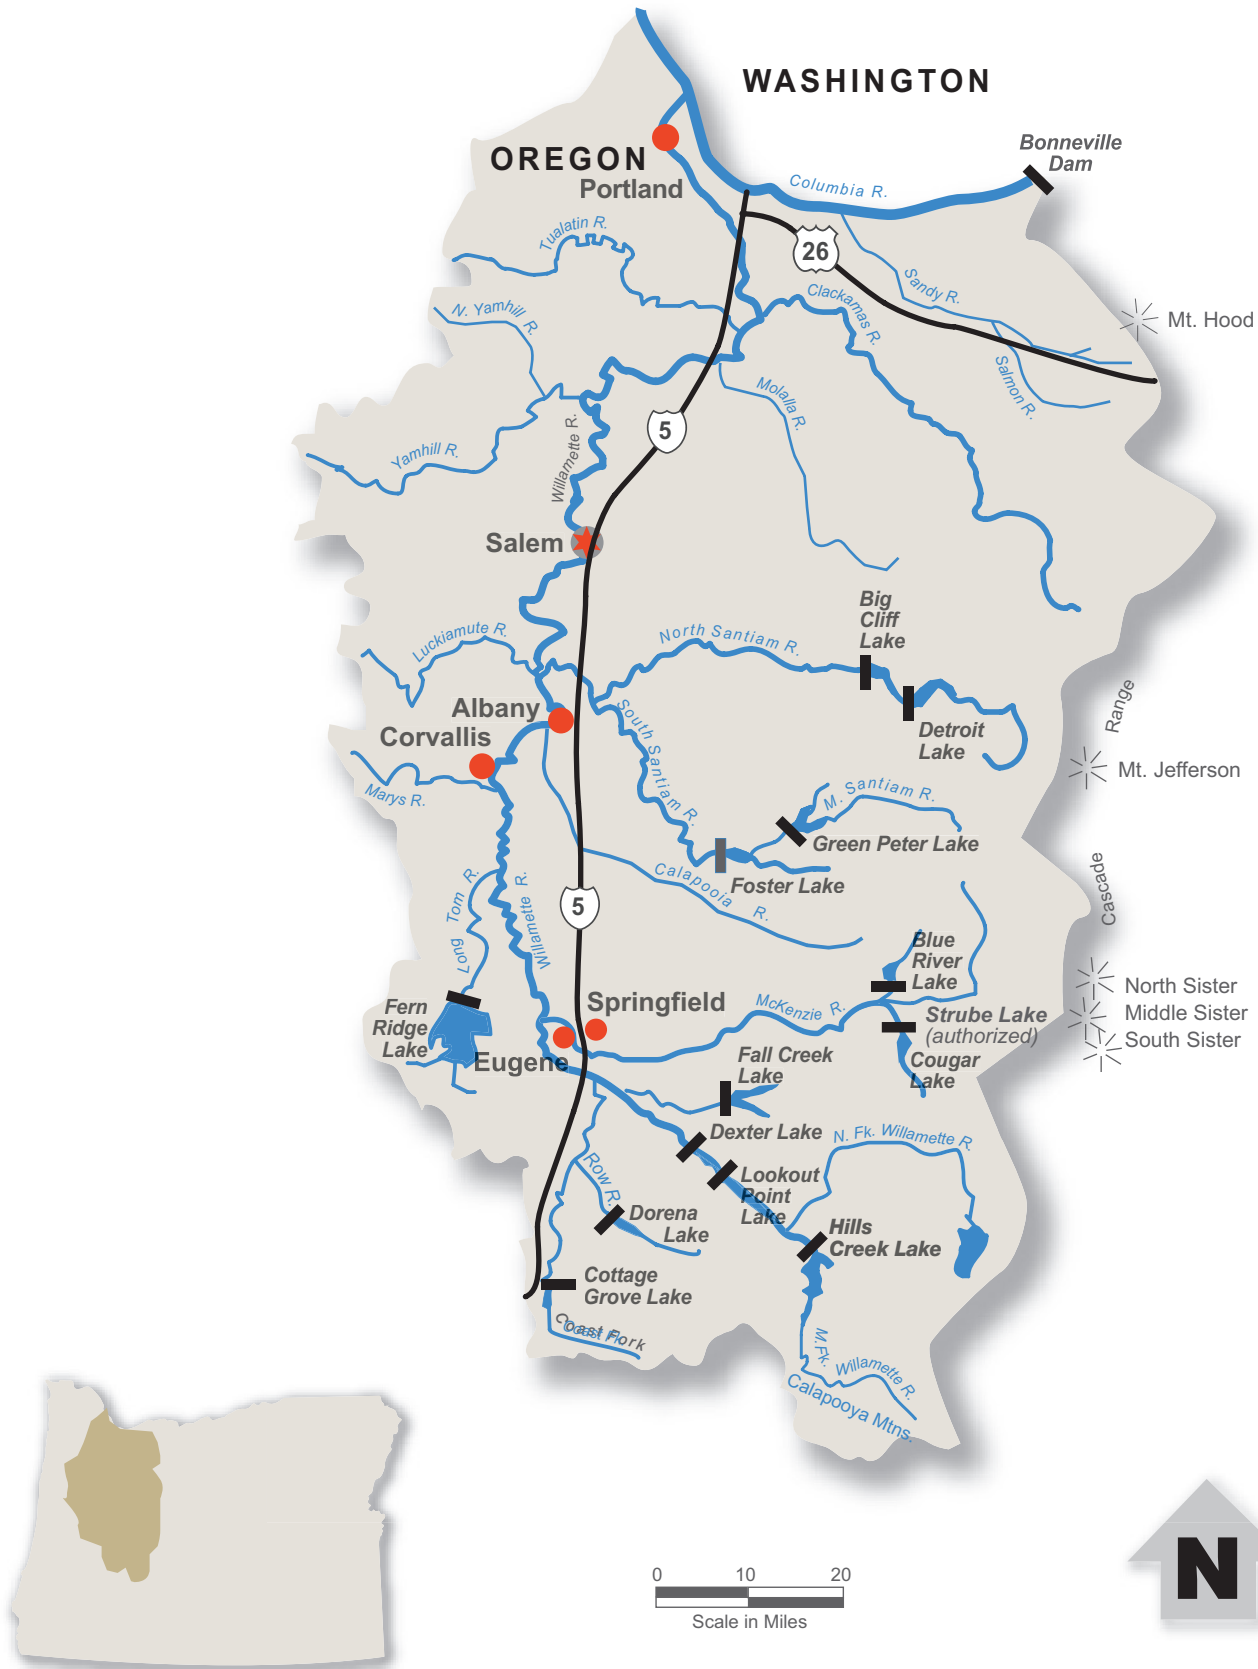 WASHINGTON
OREGON
Portland
Bonneville
Dam
Columbia R.
26
Tualatin R.
Sandy R.
Clackamas R.
N. Yamhill R.
Mt. Hood
Salmon R.
Molalla R.
5
Willamette R.
Yamhill R.
Salem
Big
Cliff
Lake
North Santiam R.
Luckiamute R.
Range
Albany
South Santiam R.
Detroit
Lake
Corvallis
Mt. Jefferson
Marys R.
M. Santiam R.
Green Peter Lake
Foster Lake
Calapooia R.
Cascade
5
Long Tom R.
Willamette R.
Blue
River
Lake
North Sister
Middle Sister
South Sister
Springfield
McKenzie R.
Strube Lake
(authorized)
Fern
Ridge
Lake
Eugene
Fall Creek
Lake
Cougar
Lake
Dexter Lake
N. Fk. Willamette R.
Row R.
Lookout
Point
Lake
Dorena
Lake
Hills
Creek Lake
Cottage
Grove Lake
Coast Fork
Coast Fk.
M.Fk. Willamette R.
Calapooya Mtns.
0 10 20
Scale in Miles
N